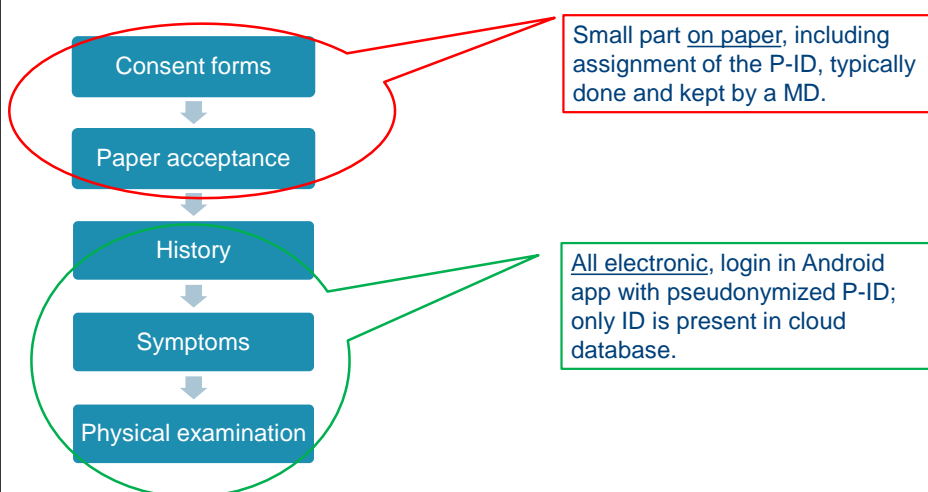 Consent forms
Paper acceptance
History
Symptoms
Physical examination
Small part on paper, including
assignment of the P-ID, typically
done and kept by a MD.
All electronic, login in Android
app with pseudonymized P-ID;
only ID is present in cloud
database.